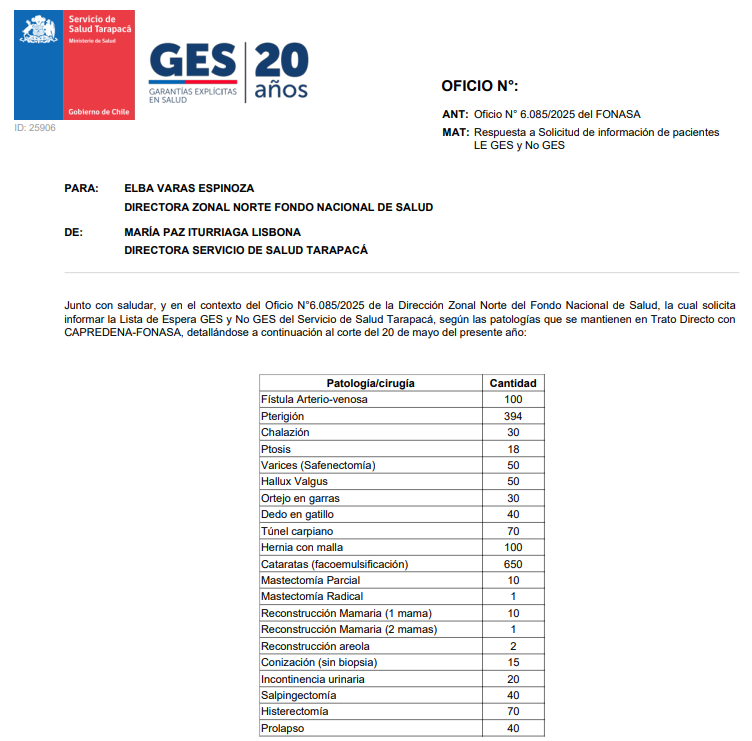 Servicio de
Salud Tarapacá
Ministerio de Salud
Gobierno de Chile
ID: 25906
GES 20
GARANTÍAS EXPLÍCITAS
EN SALUD
años
OFICIO N°:
ANT: Oficio N° 6.085/2025 del FONASA
MAT: Respuesta a Solicitud de información de pacientes
LE GES y No GES
PARA: ELBA VARAS ESPINOZA
DIRECTORA ZONAL NORTE FONDO NACIONAL DE SALUD
DE: MARÍA PAZ ITURRIAGA LISBONA
DIRECTORA SERVICIO DE SALUD TARAPACÁ
Junto con saludar, y en el contexto del Oficio N°6.085/2025 de la Dirección Zonal Norte del Fondo Nacional de Salud, la cual solicita
informar la Lista de Espera GES y No GES del Servicio de Salud Tarapacá, según las patologías que se mantienen en Trato Directo con
CAPREDENA-FONASA, detallándose a continuación al corte del 20 de mayo del presente año:
Patología/cirugía Cantidad
Fístula Arterio-venosa 100
Pterigión 394
Chalazión 30
Ptosis 18
Varices (Safenectomía) 50
Hallux Valgus 50
Ortejo en garras 30
Dedo en gatillo 40
Túnel carpiano 70
Hernia con malla 100
Cataratas (facoemulsificación) 650
Mastectomía Parcial 10
Mastectomía Radical 1
Reconstrucción Mamaria (1 mama) 10
Reconstrucción Mamaria (2 mamas) 1
Reconstrucción areola 2
Conización (sin biopsia) 15
Incontinencia urinaria 20
Salpingectomía 40
Histerectomía 70
Prolapso 40